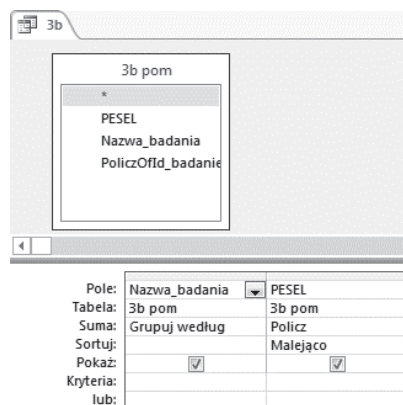 3b
3b pom
*
PESEL
Nazwa_badania
PoliczOfId_badanie
Pole: Nazwa_badania PESEL
Tabela: 3b pom 3b pom
Suma: Grupuj według Policz
Sortuj: Malejąco
Pokaż:
Kryteria:
lub: